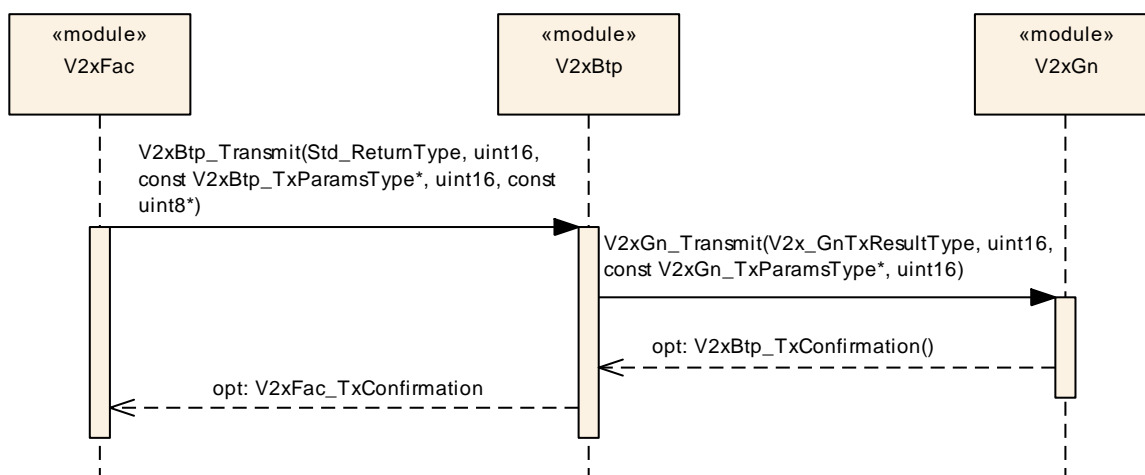 «module»
V2xFac
«module»
V2xBtp
«module»
V2xGn
V2xBtp_Transmit(Std_ReturnType, uint16,
const V2xBtp_TxParamsType*, uint16, const
uint8*)
V2xGn_Transmit(V2x_GnTxResultType, uint16,
const V2xGn_TxParamsType*, uint16)
opt: V2xBtp_TxConfirmation()
opt: V2xFac_TxConfirmation